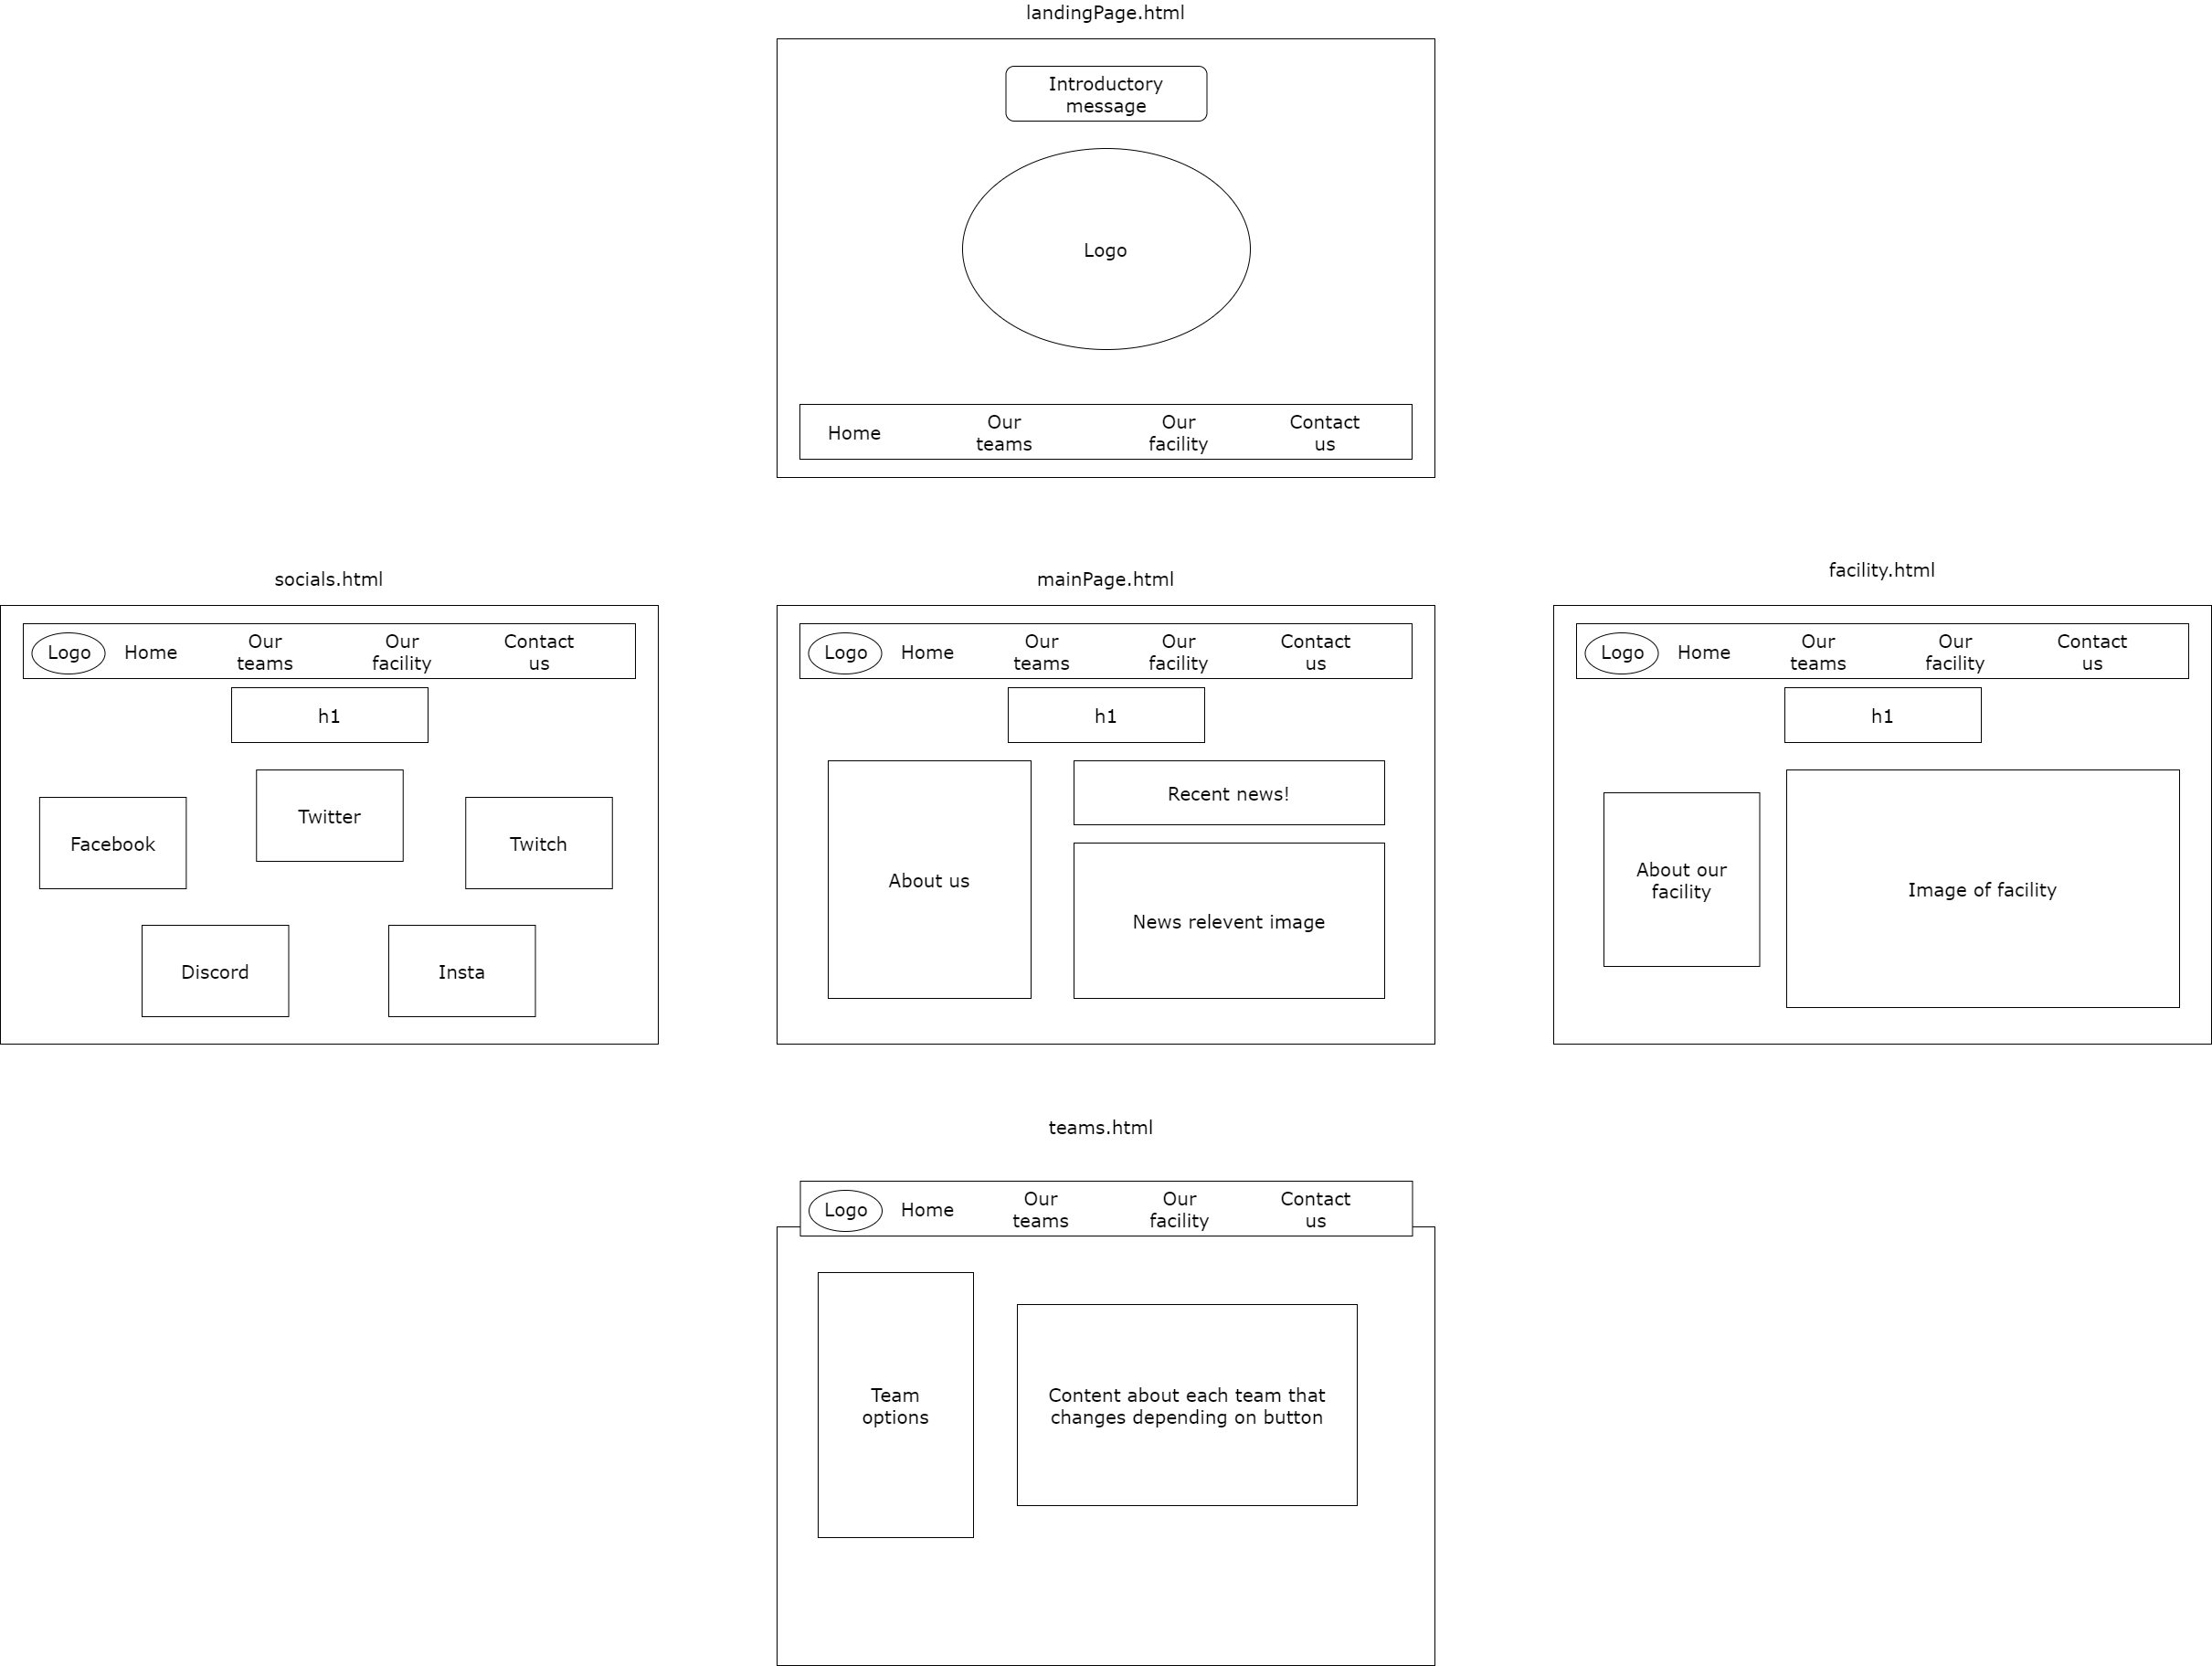 landingPage.html
Introductory
message
Logo
Home
Our
teams
Our
facility
Contact
us
socials.html
Logo
Home
Our
teams
Our
facility
Contact
us
h1
Facebook
Twitter
Twitch
Discord
Insta
mainPage.html
Logo
Home
Our
teams
Our
facility
Contact
us
h1
About us
Recent news!
News relevent image
facility.html
Logo
Home
Our
teams
Our
facility
Contact
us
h1
About our
facility
Image of facility
teams.html
Logo
Home
Our
teams
Our
facility
Contact
us
Team
options
Content about each team that
changes depending on button